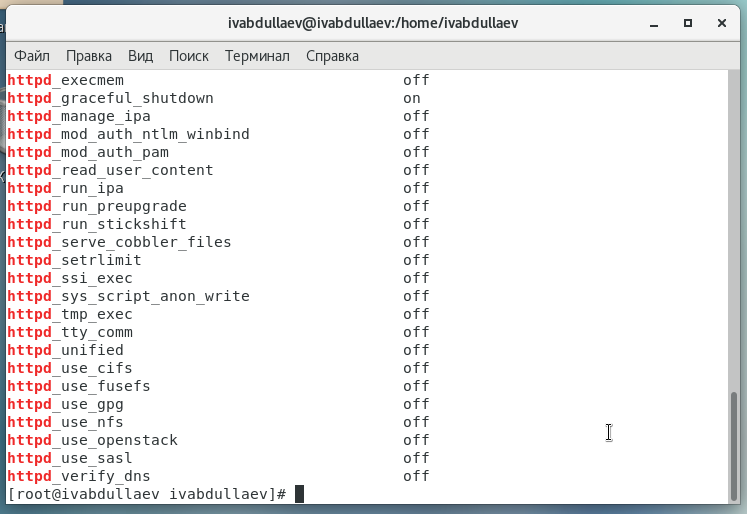 ivabdullaev@ivabdullaev:/home/ivabdullaev
Файл Правка Вид Поиск Терминал Справка
httpd_execmem off
httpd_graceful_shutdown on
httpd_manage_ipa off
httpd_mod_auth_ntlm_winbind off
httpd_mod_auth_pam off
httpd_read_user_content off
httpd_run_ipa off
httpd_run_preupgrade off
httpd_run_stickshift off
httpd_serve_cobbler_files off
httpd_setrlimit off
httpd_ssi_exec off
httpd_sys_script_anon_write off
httpd_tmp_exec off
httpd_tty_comm off
httpd_unified off
httpd_use_cifs off
httpd_use_fusefs off
httpd_use_gpg off
httpd_use_nfs off
httpd_use_openstack off
httpd_use_sasl off
httpd_verify_dns off
[root@ivabdullaev ivabdullaev]#